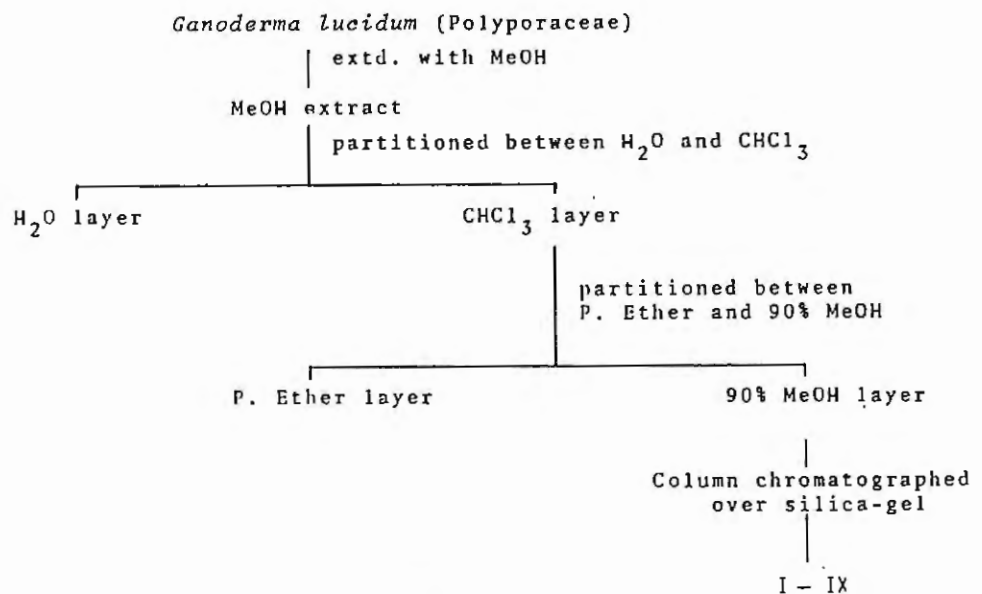 Ganoderma lucidum (Polyporaceae)
extd. with MeOH
MeOH extract
partitioned between H₂O and CHCl₃
H₂O layer
CHCl₃ layer
partitioned between
P. Ether and 90% MeOH
P. Ether layer
90% MeOH layer
Column chromatographed
over silica-gel
I – IX